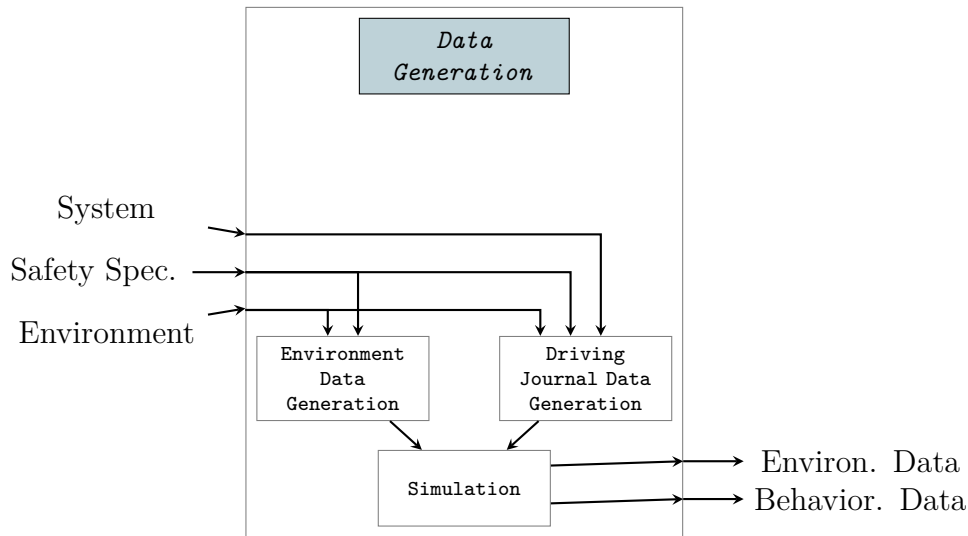 Data
Generation
System
Safety Spec.
Environment
Environment
Data
Generation
Driving
Journal Data
Generation
Simulation
Environ. Data
Behavior. Data